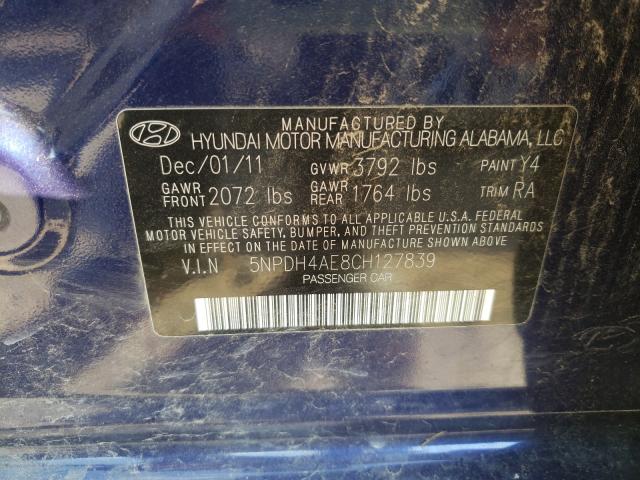 MANUFACTURED BY
HYUNDAI MOTOR MANUFACTURING ALABAMA, LLC
Dec/01/11 GVWR 3792 lbs PAINT Y4
GAWR FRONT 2072 lbs GAWR REAR 1764 lbs TRIM RA
THIS VEHICLE CONFORMS TO ALL APPLICABLE U.S.A. FEDERAL
MOTOR VEHICLE SAFETY, BUMPER, AND THEFT PREVENTION STANDARDS
IN EFFECT ON THE DATE OF MANUFACTURE SHOWN ABOVE.
V.I.N 5NPDH4AE8CH127839
PASSENGER CAR